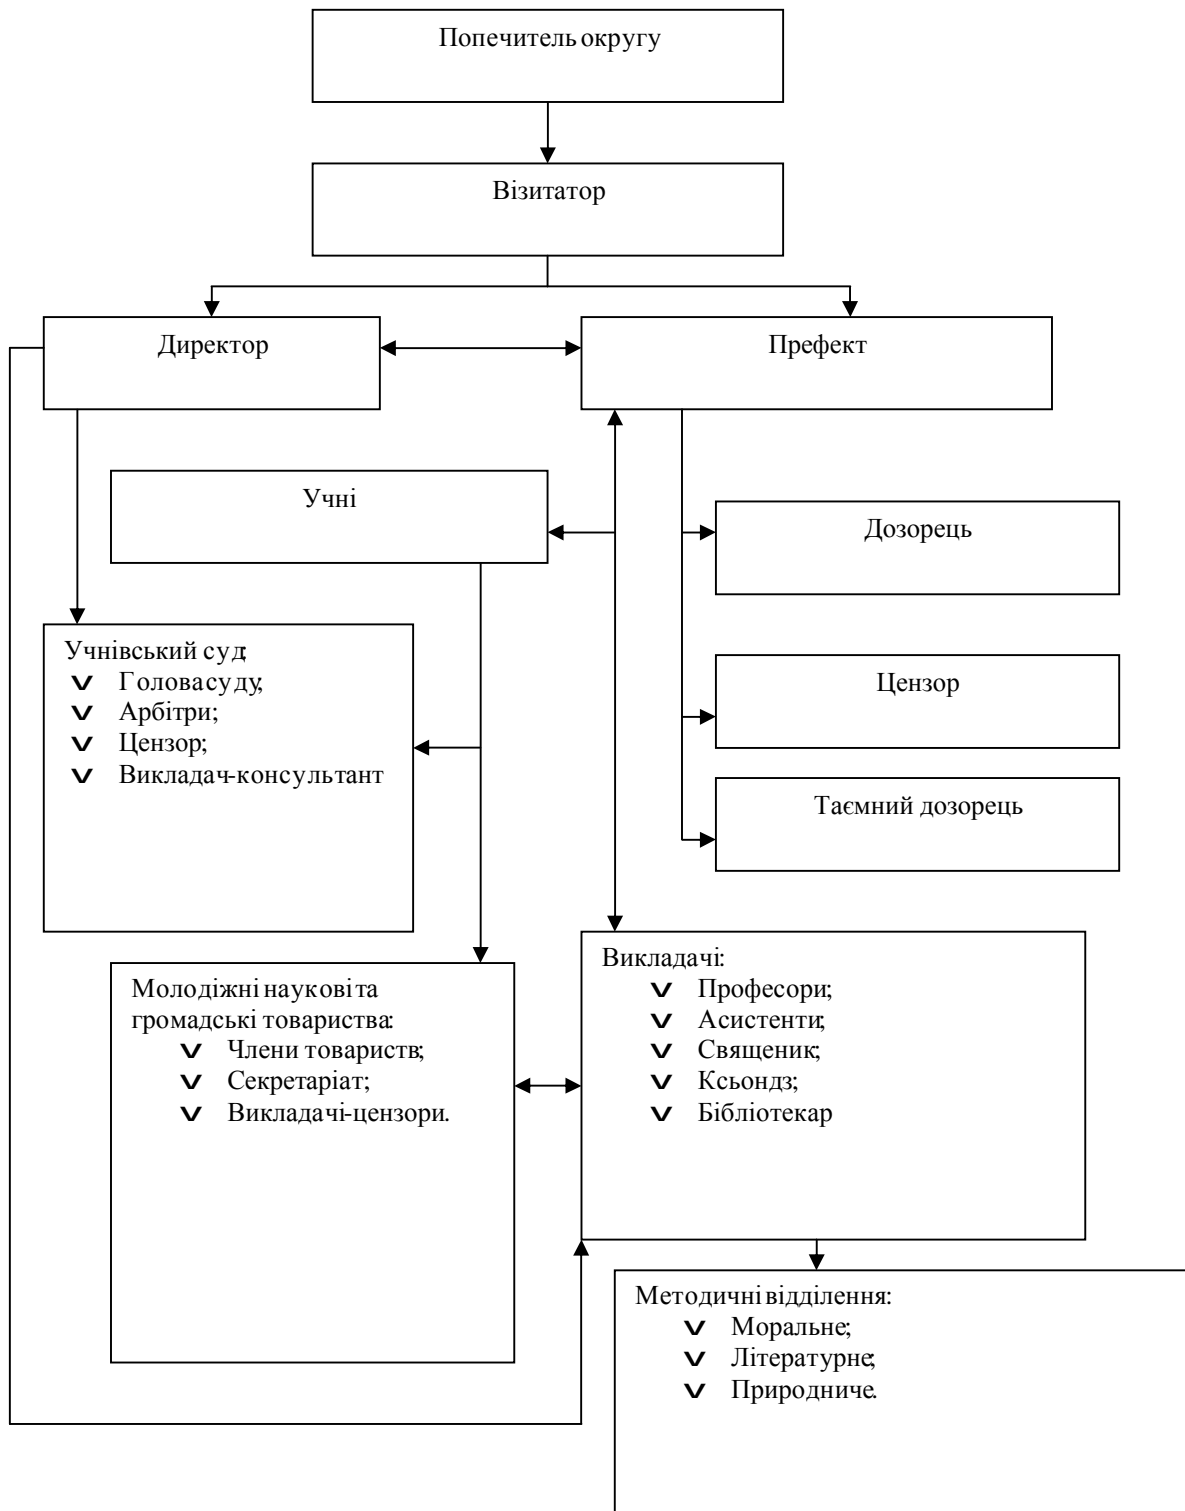 Попечитель округу
Візитатор
Директор
Префект
Учні
Дозорець
Учнівський суд:
Голова суду;
Арбітри;
Цензор;
Викладач-консультант
Цензор
Таємний дозорець
Молодіжні наукові та
громадські товариства:
Члени товариств;
Секретаріат;
Викладачі-цензори.
Викладачі:
Професори;
Асистенти;
Священик;
Ксьондз;
Бібліотекар
Методичні відділення:
Моральне;
Літературне;
Природниче.